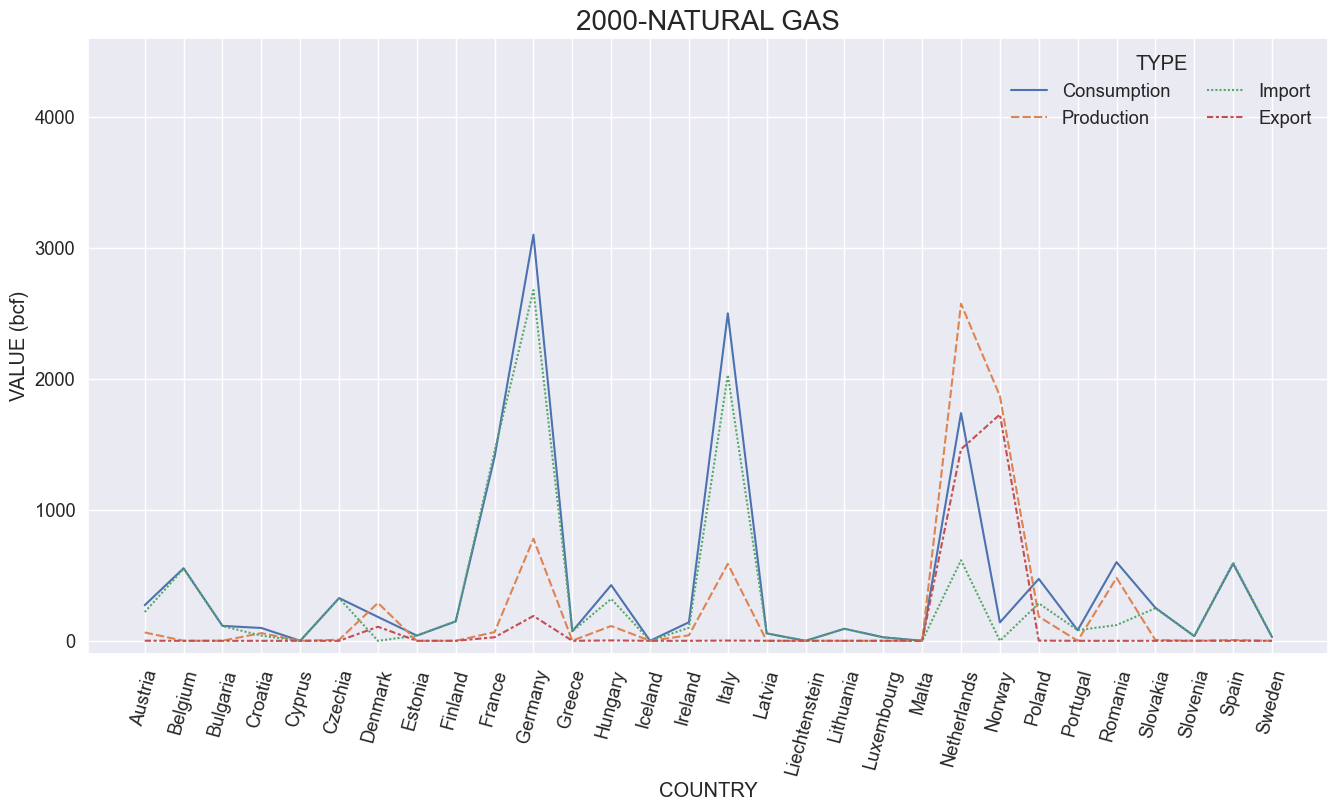 2000-NATURAL GAS
TYPE
Consumption
Production
Import
Export
VALUE (bcf)
4000
3000
2000
1000
0
Austria
Belgium
Bulgaria
Croatia
Cyprus
Czechia
Denmark
Estonia
Finland
France
Germany
Greece
Hungary
Iceland
Ireland
Italy
Latvia
Liechtenstein
Lithuania
Luxembourg
Malta
Netherlands
Norway
Poland
Portugal
Romania
Slovakia
Slovenia
Spain
Sweden
COUNTRY